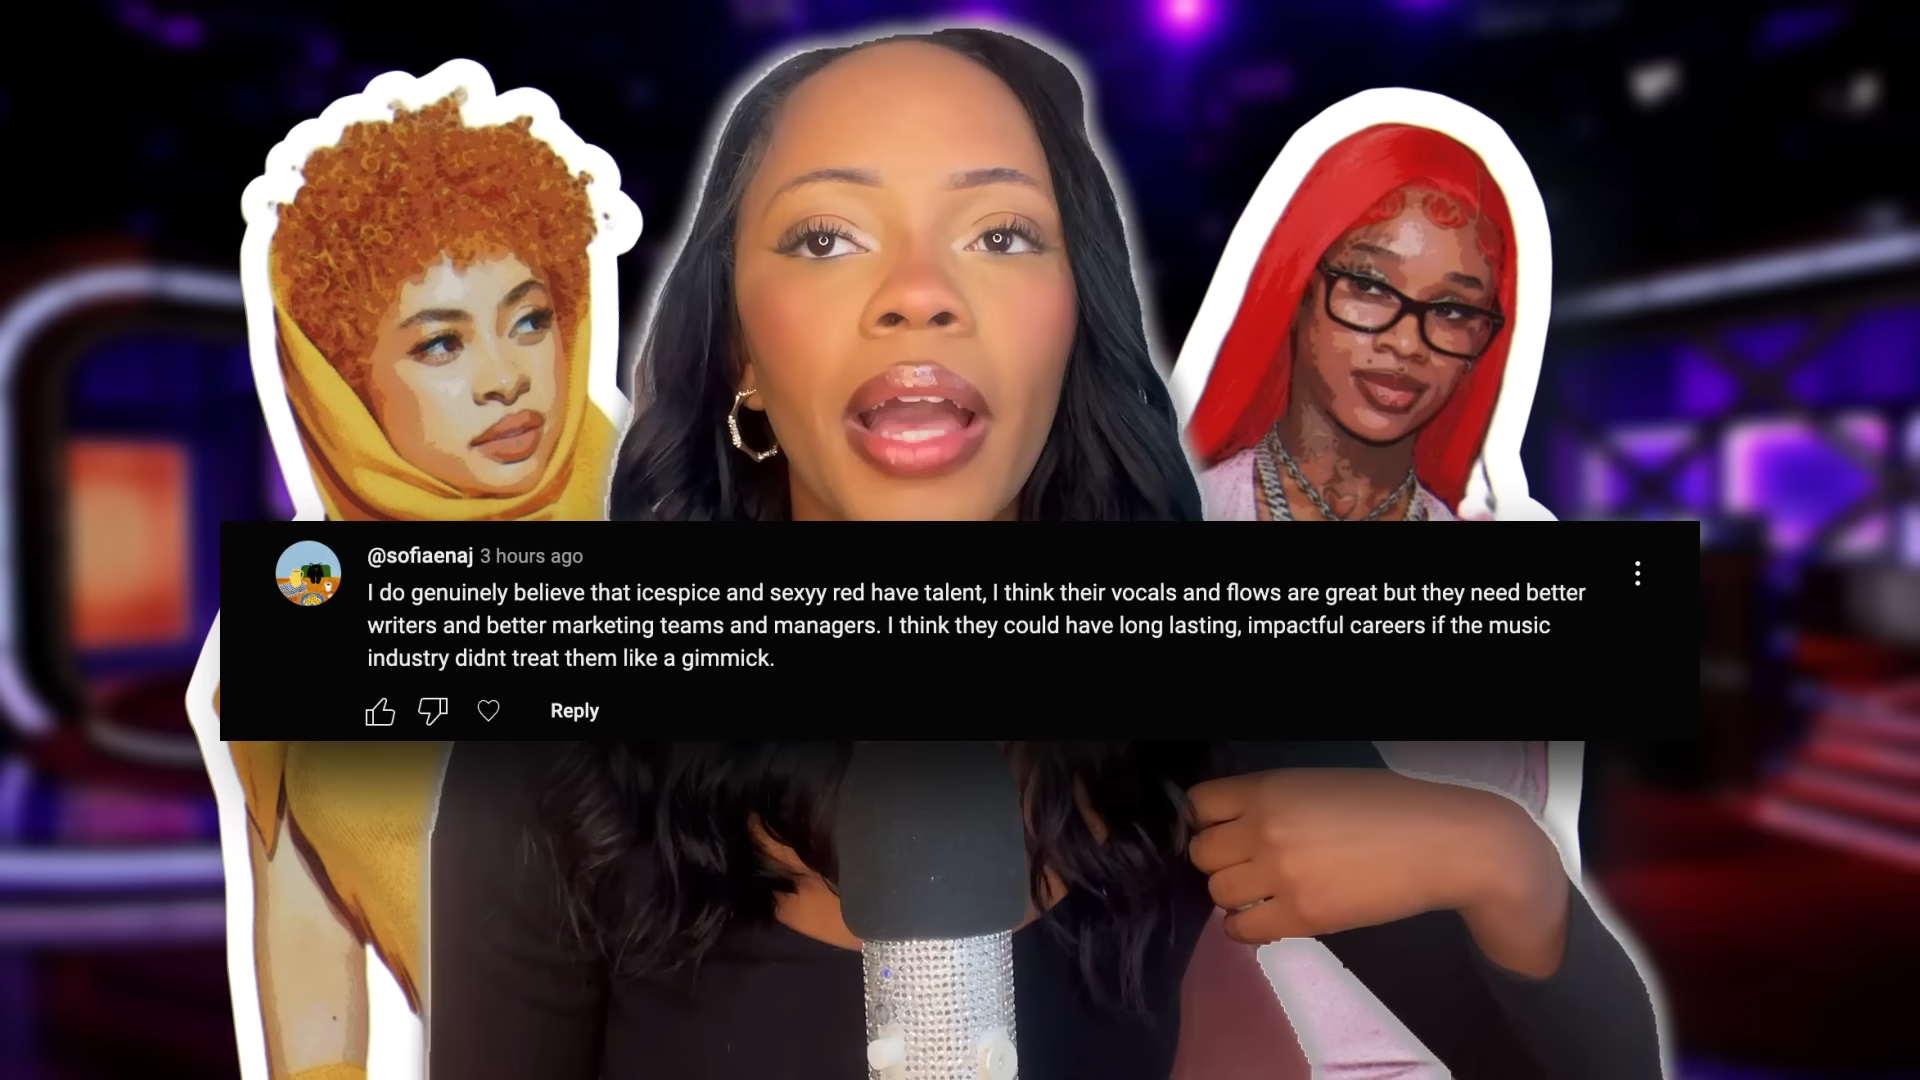 @sofiaenaj 3 hours ago
I do genuinely believe that icespice and sexyy red have talent, I think their vocals and flows are great but they need better
writers and better marketing teams and managers. I think they could have long lasting, impactful careers if the music
industry didnt treat them like a gimmick.
Reply